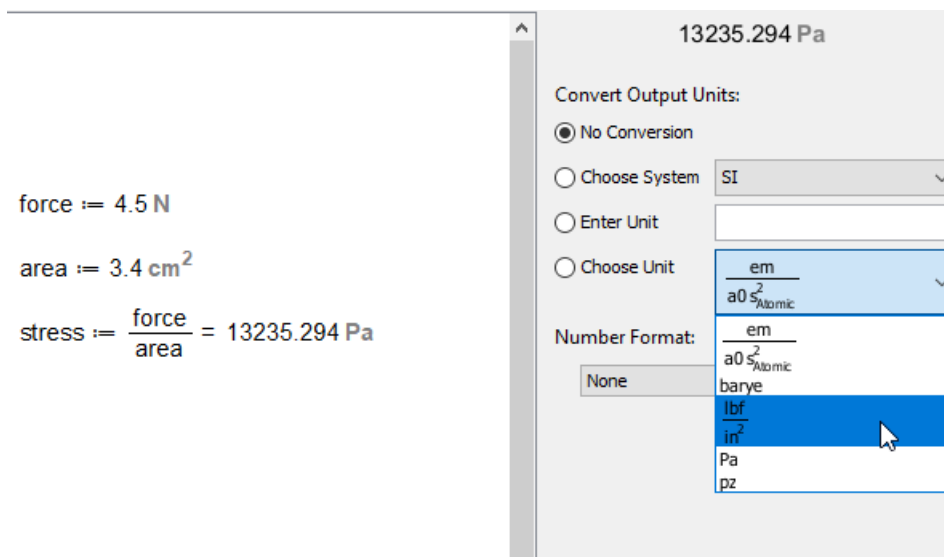 force := 4.5 N
area := 3.4 cm²
stress := force/area = 13235.294 Pa
13235.294 Pa
Convert Output Units:
No Conversion
Choose System SI
Enter Unit
Choose Unit em/(a0 s²_Atomic)
em/(a0 s²_Atomic)
barye
lbf/in²
Pa
pz
Number Format:
None